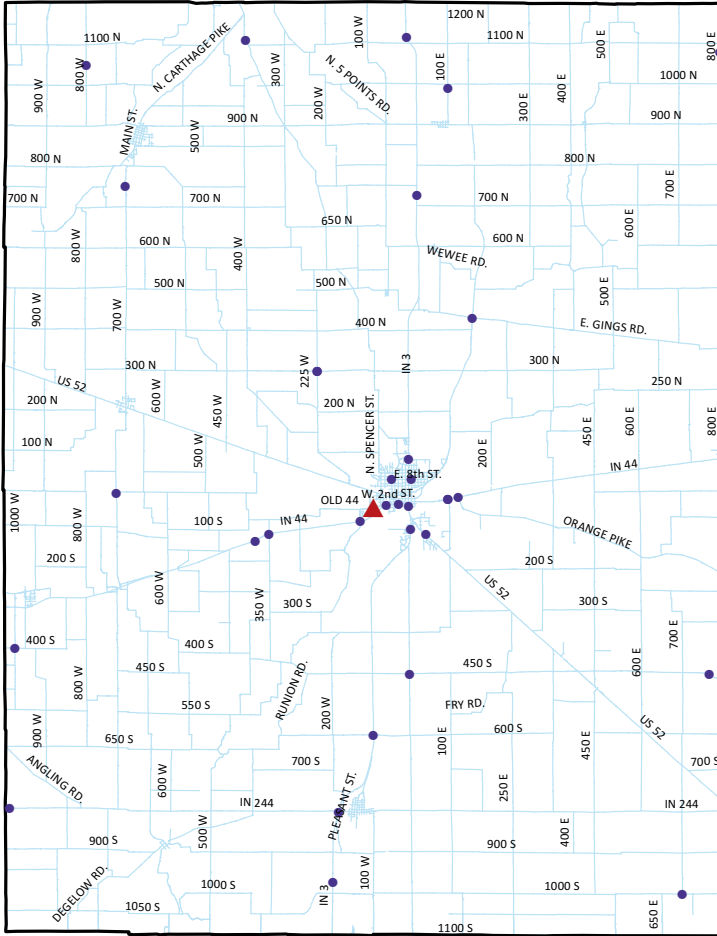 1200 N
1100 N
100 W
1100 N
500 E
800 E
N. CARTHAGE PIKE
800 W
900 W
300 W
N. 5 POINTS RD.
100 E
1000 N
400 E
200 W
300 E
MAIN ST.
900 N
900 N
500 W
800 N
800 N
700 E
700 N
700 N
700 N
650 N
600 E
800 W
600 N
400 W
600 N
WEWEE RD.
500 N
500 N
500 E
900 W
700 W
400 N
E. GINGS RD.
300 N
225 W
IN 3
300 N
US 52
600 W
250 N
200 N
450 W
200 N
N. SPENCER ST.
450 E
600 E
800 E
100 N
500 W
200 E
E. 8th ST.
IN 44
W. 2nd ST.
OLD 44
1000 W
800 W
100 S
IN 44
ORANGE PIKE
200 S
200 S
600 W
350 W
300 S
US 52
300 S
400 S
400 S
700 E
450 S
450 S
600 E
800 W
RUNION RD.
550 S
200 W
FRY RD.
900 W
650 S
100 E
600 S
450 E
US 52
700 S
700 S
ANGLING RD.
600 W
250 E
IN 244
PLEASANT ST.
IN 244
900 S
500 W
900 S
400 E
100 W
DEGELOW RD.
1000 S
IN 3
1000 S
1050 S
650 E
1100 S